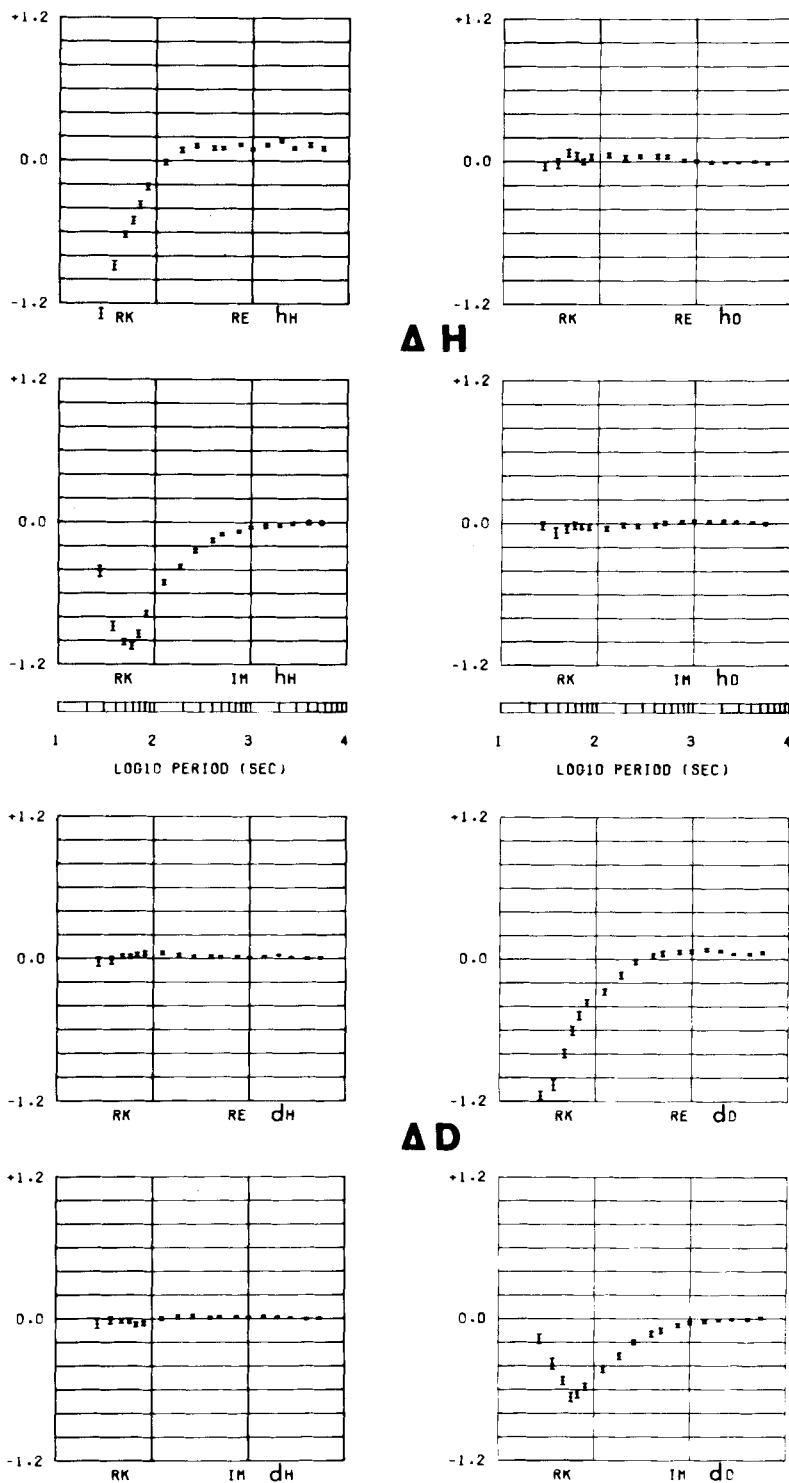 +1.2 +1.2
0.0 0.0
-1.2 -1.2
RK RE hH RK RE hD
Δ H
+1.2 +1.2
0.0 0.0
-1.2 -1.2
RK IM hH RK IM hD
1 2 3 4 1 2 3 4
LOG10 PERIOD (SEC) LOG10 PERIOD (SEC)
+1.2 +1.2
0.0 0.0
-1.2 -1.2
RK RE dH RK RE dD
Δ D
+1.2 +1.2
0.0 0.0
-1.2 -1.2
RK IM dH RK IM dD